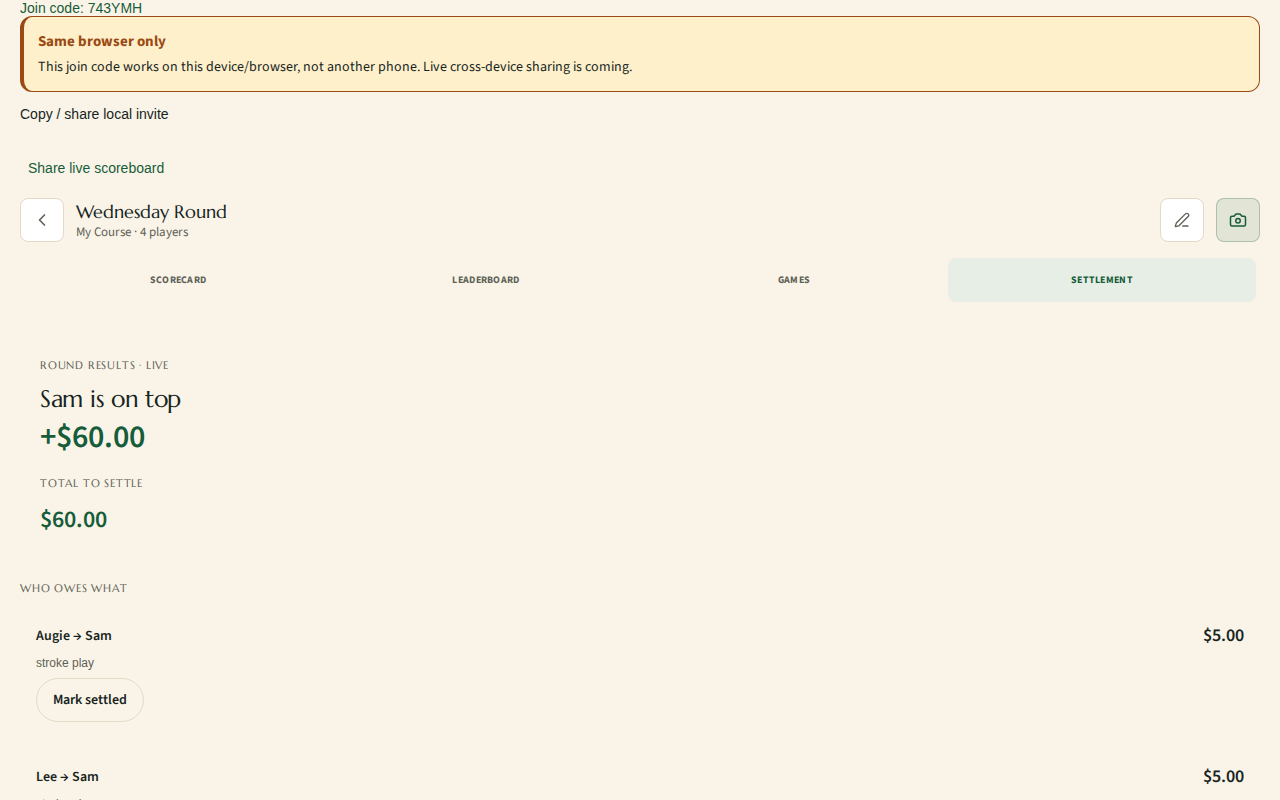 Join code: 743YMH
Same browser only
This join code works on this device/browser, not another phone. Live cross-device sharing is coming.
Copy / share local invite
Share live scoreboard
Wednesday Round
My Course · 4 players
SCORECARD
LEADERBOARD
GAMES
SETTLEMENT
ROUND RESULTS · LIVE
Sam is on top
+$60.00
TOTAL TO SETTLE
$60.00
WHO OWES WHAT
Augie → Sam
$5.00
stroke play
Mark settled
Lee → Sam
$5.00